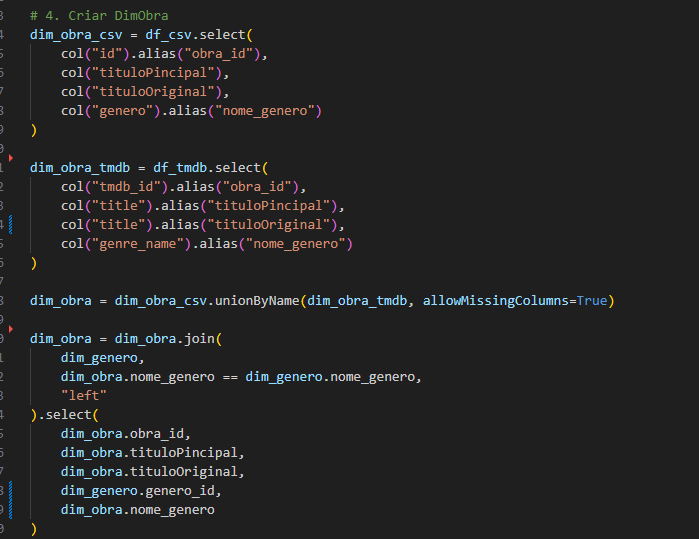 # 4. Criar DimObra
dim_obra_csv = df_csv.select(
    col("id").alias("obra_id"),
    col("tituloPincipal"),
    col("tituloOriginal"),
    col("genero").alias("nome_genero")
)
dim_obra_tmdb = df_tmdb.select(
    col("tmdb_id").alias("obra_id"),
    col("title").alias("tituloPincipal"),
    col("title").alias("tituloOriginal"),
    col("genre_name").alias("nome_genero")
)
dim_obra = dim_obra_csv.unionByName(dim_obra_tmdb, allowMissingColumns=True)
dim_obra = dim_obra.join(
    dim_genero,
    dim_obra.nome_genero == dim_genero.nome_genero,
    "left"
).select(
    dim_obra.obra_id,
    dim_obra.tituloPincipal,
    dim_obra.tituloOriginal,
    dim_genero.genero_id,
    dim_obra.nome_genero
)